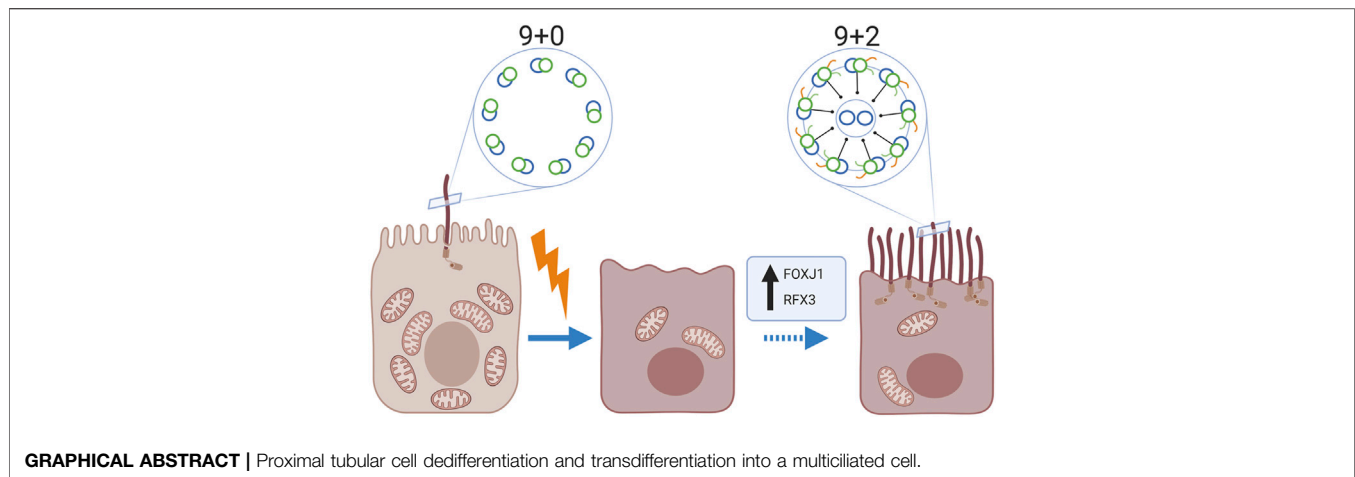 9+0
9+2
FOXJ1
RFX3
GRAPHICAL ABSTRACT | Proximal tubular cell dedifferentiation and transdifferentiation into a multiciliated cell.